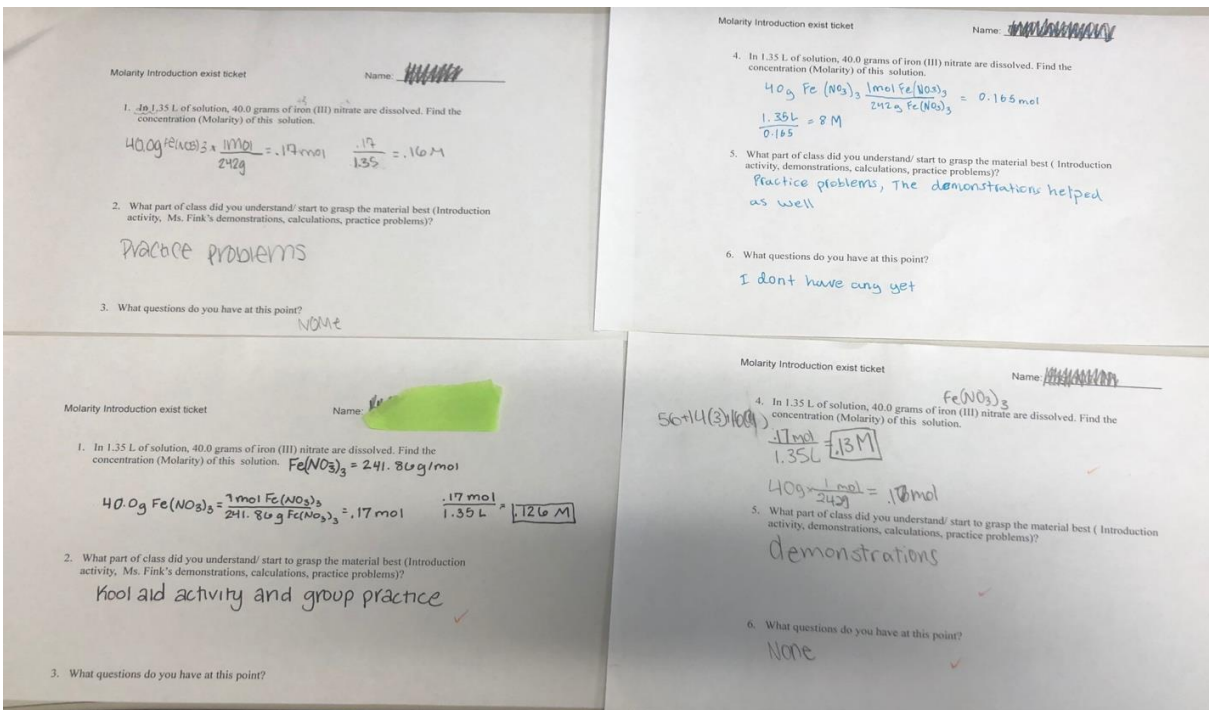 Molarity Introduction exist ticket
Name:
1. In 1.35 L of solution, 40.0 grams of iron (III) nitrate are dissolved. Find the
concentration (Molarity) of this solution.
40.0g Fe(NO3)3 x 1mol/242g = .17mol .17/1.35 = .16M
2. What part of class did you understand/ start to grasp the material best (Introduction
activity, Ms. Fink's demonstrations, calculations, practice problems)?
Practice problems
3. What questions do you have at this point?
None
Molarity Introduction exist ticket
Name:
4. In 1.35 L of solution, 40.0 grams of iron (III) nitrate are dissolved. Find the
concentration (Molarity) of this solution.
40g Fe (NO3)3 1mol Fe(NO3)3/242g Fe(NO3)3 = 0.165 mol
1.35L/0.165 = 8 M
5. What part of class did you understand/ start to grasp the material best ( Introduction
activity, demonstrations, calculations, practice problems)?
Practice problems, The demonstrations helped
as well
6. What questions do you have at this point?
I dont have any yet
Molarity Introduction exist ticket
Name:
1. In 1.35 L of solution, 40.0 grams of iron (III) nitrate are dissolved. Find the
concentration (Molarity) of this solution. Fe(NO3)3 = 241.86g/mol
40.0g Fe(NO3)3 = 1mol Fe(NO3)3/241.86g Fe(NO3)3 = .17 mol .17 mol/1.35 L = .126 M
2. What part of class did you understand/ start to grasp the material best (Introduction
activity, Ms. Fink's demonstrations, calculations, practice problems)?
Kool aid activity and group practice
3. What questions do you have at this point?
Molarity Introduction exist ticket
Name:
Fe(NO3)3
4. In 1.35 L of solution, 40.0 grams of iron (III) nitrate are dissolved. Find the
concentration (Molarity) of this solution.
.17mol/1.35L = .13M
40g x 1 mol/242g = mol
5. What part of class did you understand/ start to grasp the material best ( Introduction
activity, demonstrations, calculations, practice problems)?
demonstrations
6. What questions do you have at this point?
None